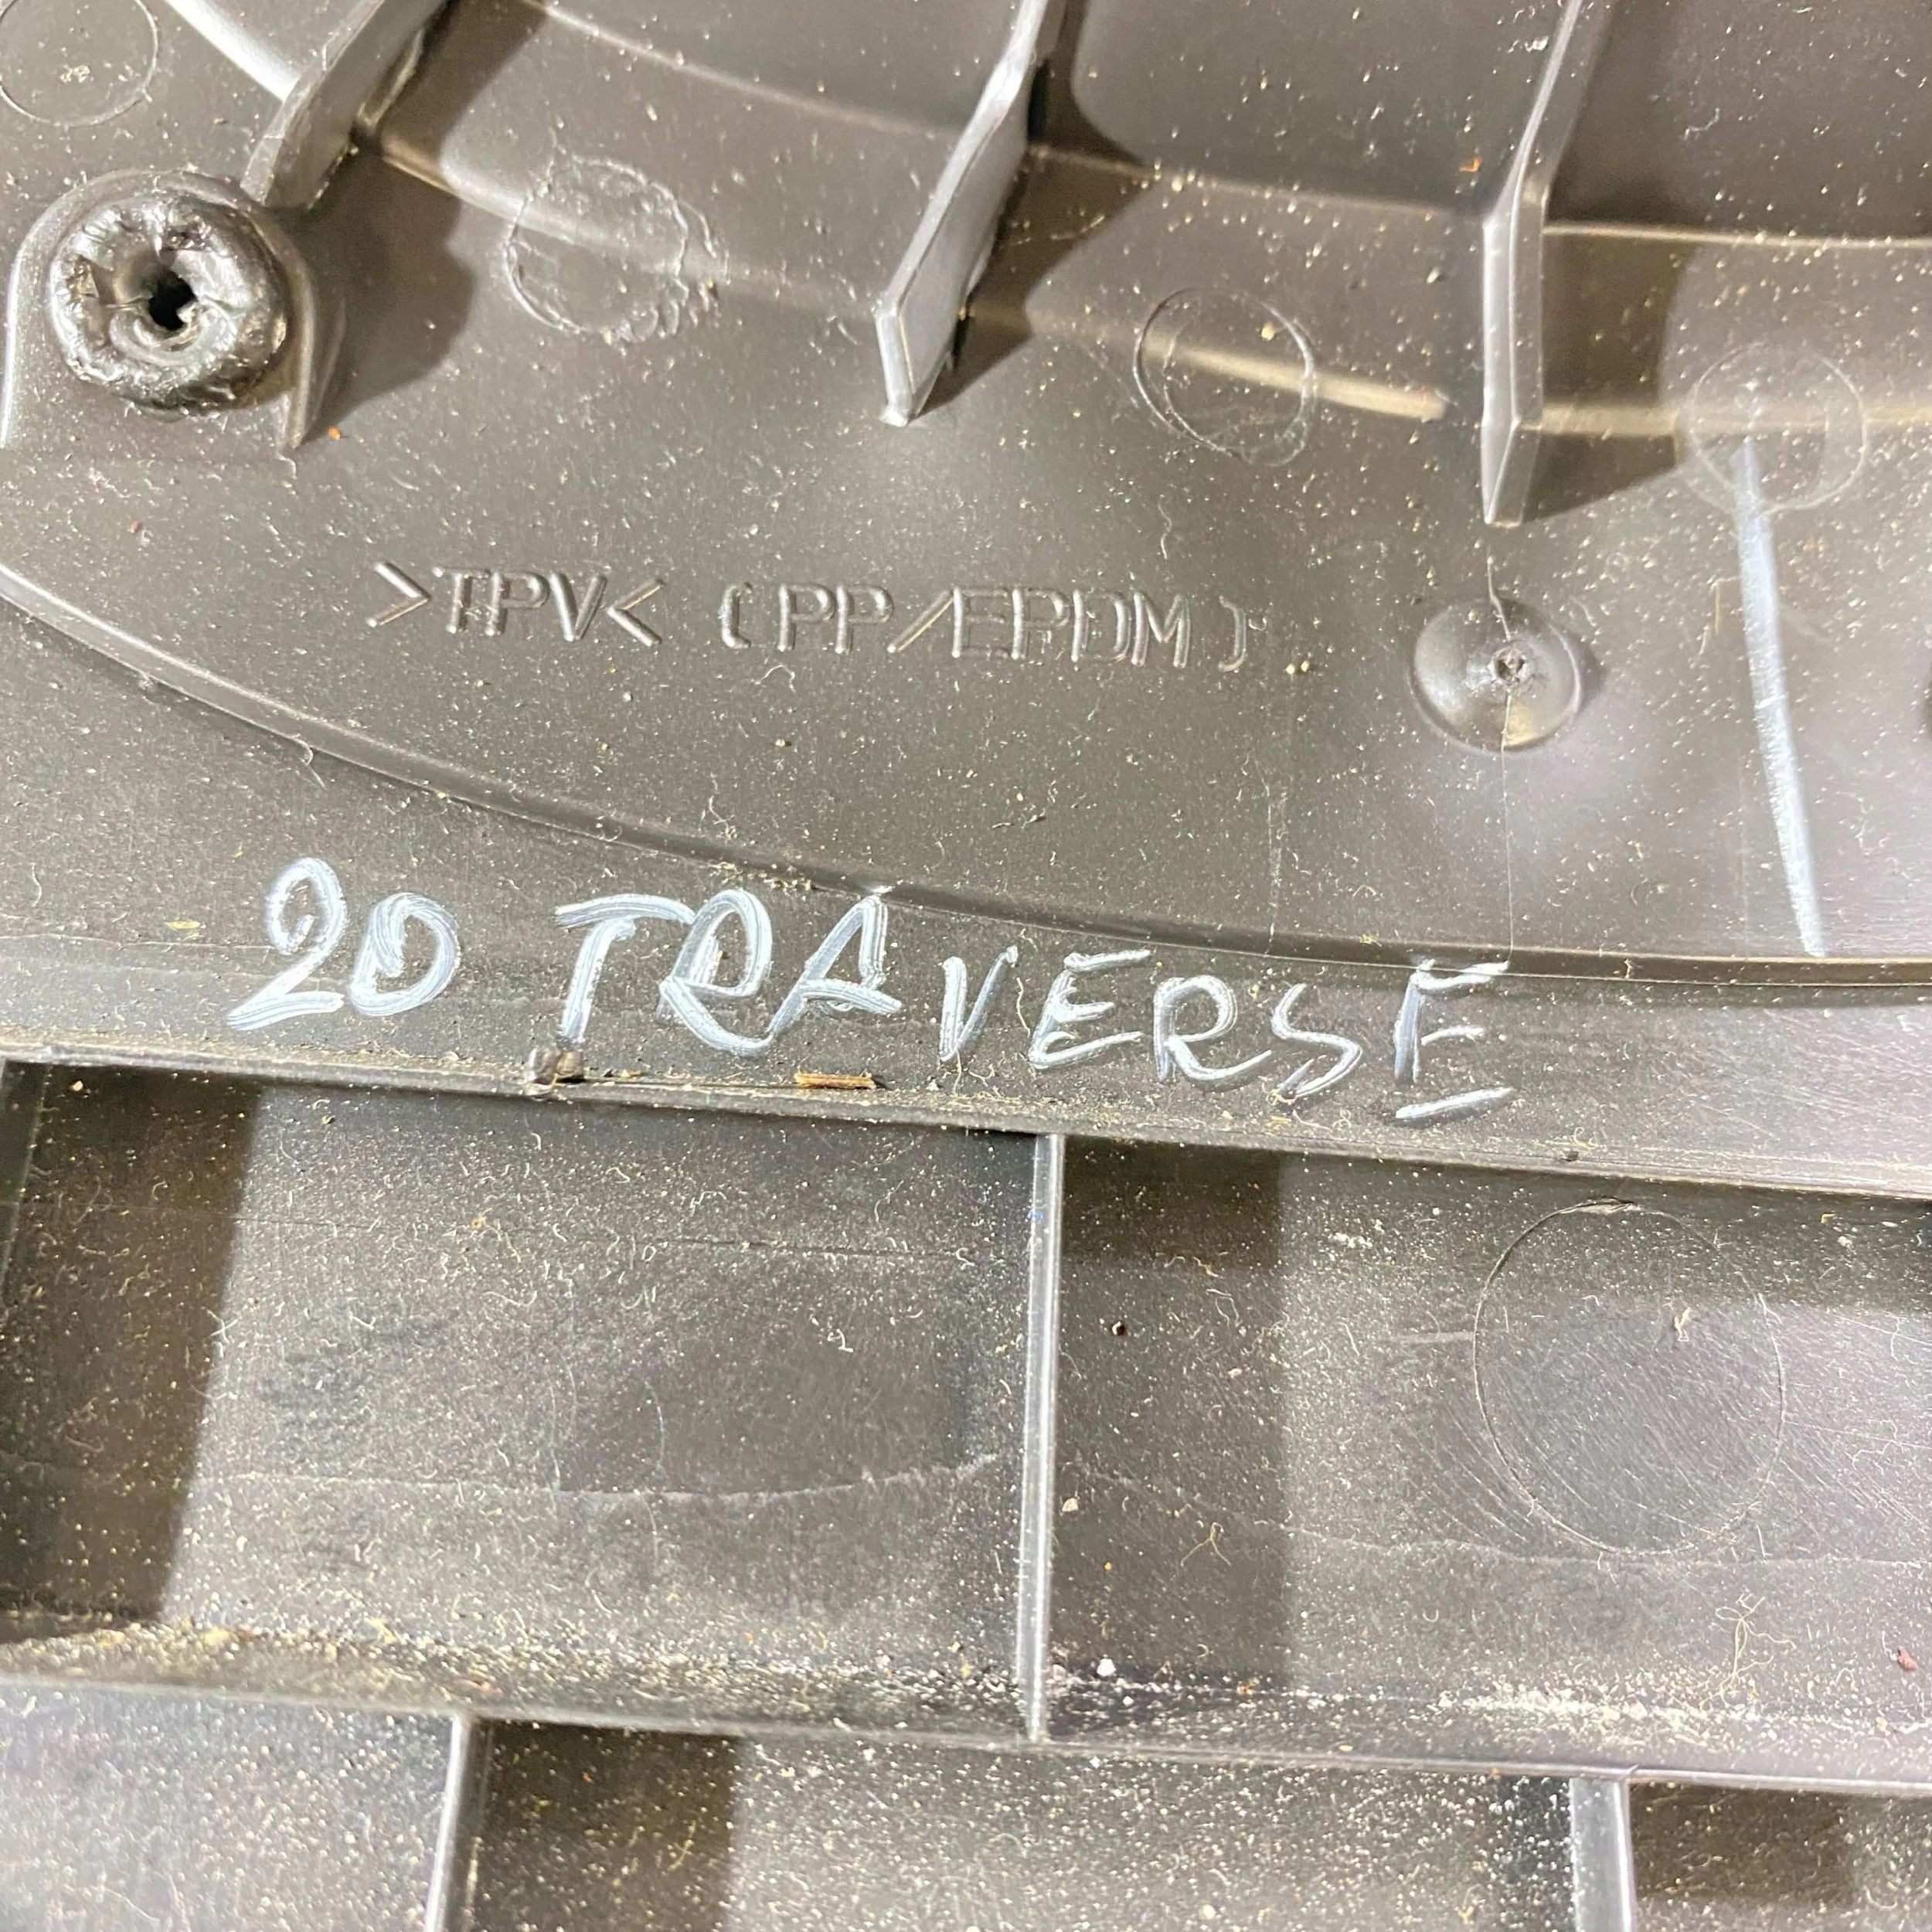 >TPV< (PP/EPDM)
20 TRAVERSE